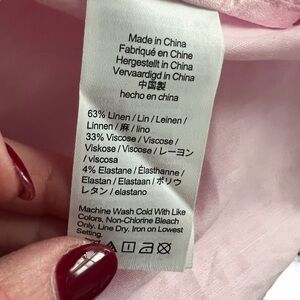 Made in China
Fabriqué en Chine
Hergestellt in China
Vervaardigd in China
中国製
hecho en china
63% Linen / Lin / Leinen /
Linnen / 麻 / lino
33% Viscose / Viscose /
Viskose / Viscose / レーヨン
/ viscosa
4% Elastane / Élasthanne /
Elastan / Elastaan / ポリウ
レタン / elastano
Machine Wash Cold With Like
Colors. Non-Chlorine Bleach
Only. Line Dry. Iron on Lowest
Setting.